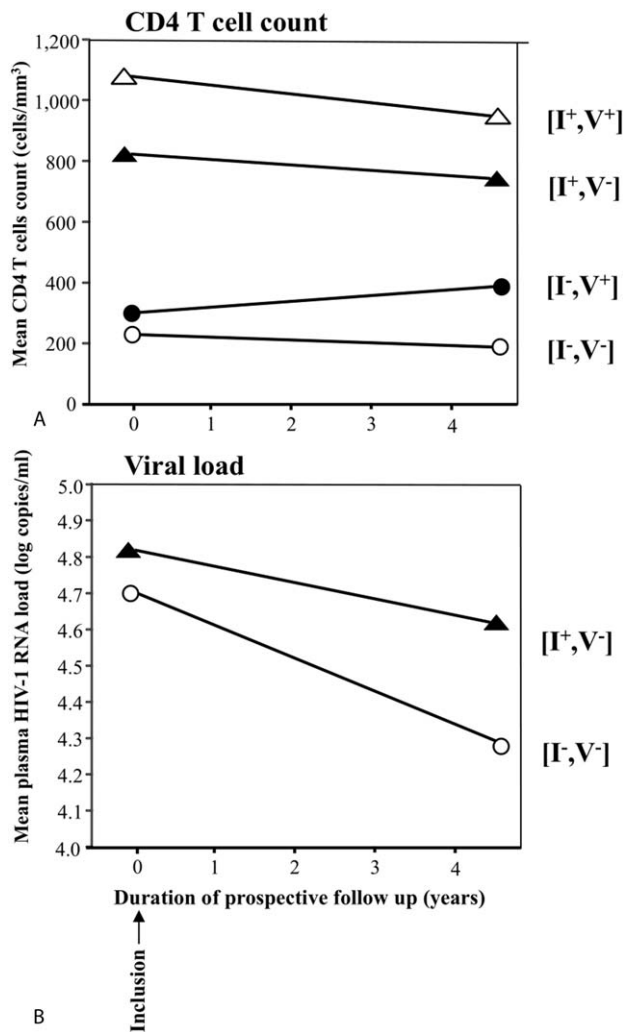 CD4 T cell count
Mean CD4 T cells count (cells/mm³)
1,200
1,000
800
600
400
200
0
0 1 2 3 4
[I⁺,V⁺]
[I⁺,V⁻]
[I⁻,V⁺]
[I⁻,V⁻]
A
Viral load
Mean plasma HIV-1 RNA load (log copies/ml)
5.0
4.9
4.8
4.7
4.6
4.5
4.4
4.3
4.2
4.1
4.0
0 1 2 3 4
[I⁺,V⁻]
[I⁻,V⁻]
Duration of prospective follow up (years)
Inclusion
B